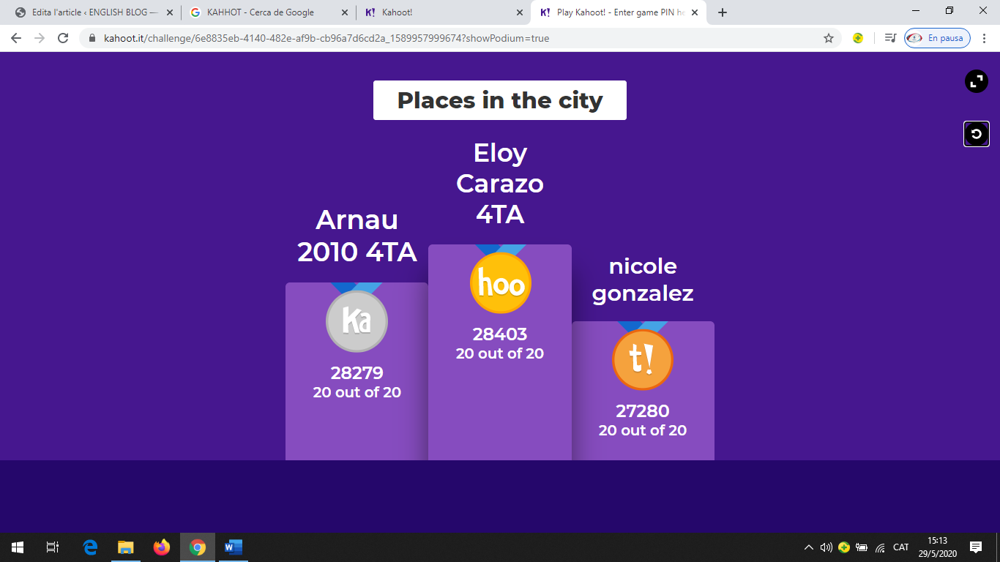 Edita l'article ‹ ENGLISH BLOG —
KAHHOT - Cerca de Google
Kahoot!
Play Kahoot! - Enter game PIN he
kahoot.it/challenge/6e8835eb-4140-482e-af9b-cb96a7d6cd2a_1589957999674?showPodium=true
En pausa
Places in the city
Eloy
Carazo
4TA
Arnau
2010 4TA
nicole
gonzalez
hoo
28403
20 out of 20
Ka
28279
20 out of 20
t!
27280
20 out of 20
CAT
15:13
29/5/2020